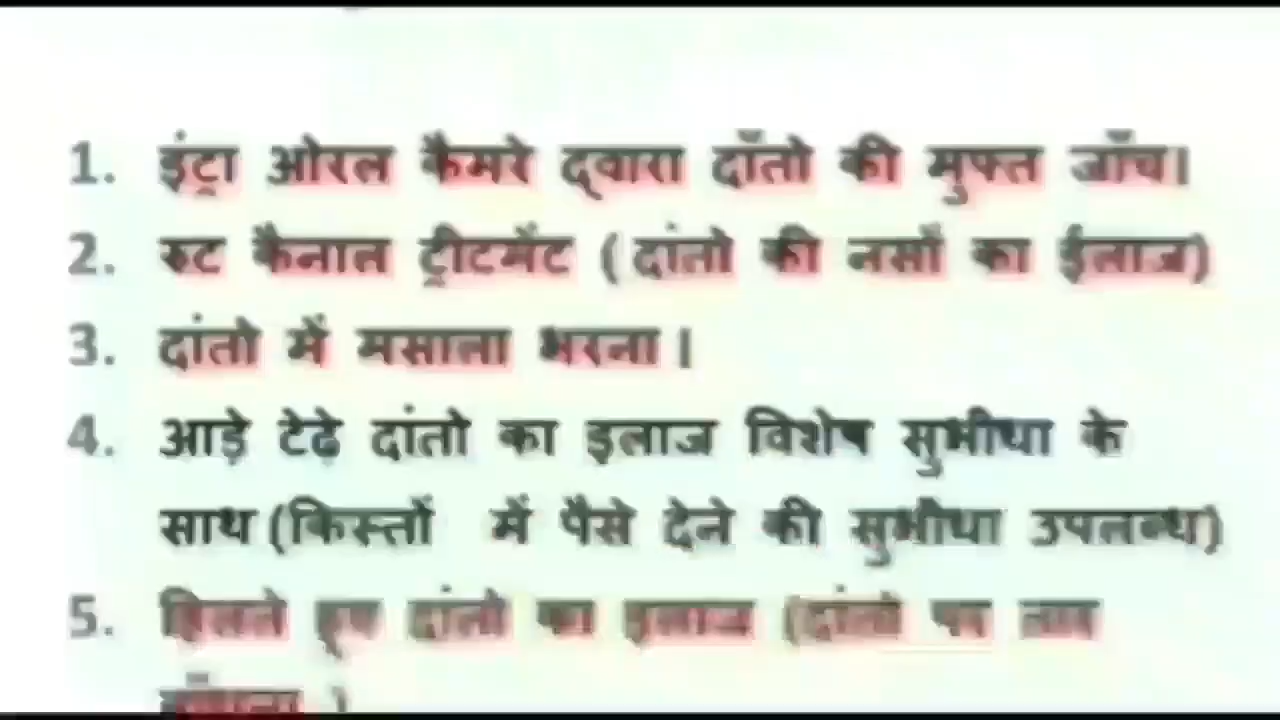 1. इंट्रा ओरल कैमरे द्वारा दाँतो की मुफ्त जाँच।
2. रुट कैनाल ट्रीटमेंट ( दांतो की नसों का ईलाज)
3. दांतो में मसाला भरना ।
4. आड़े टेढ़े दांतो का इलाज विशेष सुभीधा के
साथ (किस्तों में पैसे देने की सुभीधा उपलब्ध)
5. हिलते हुए दांतो का इलाज (दांतो पर तार